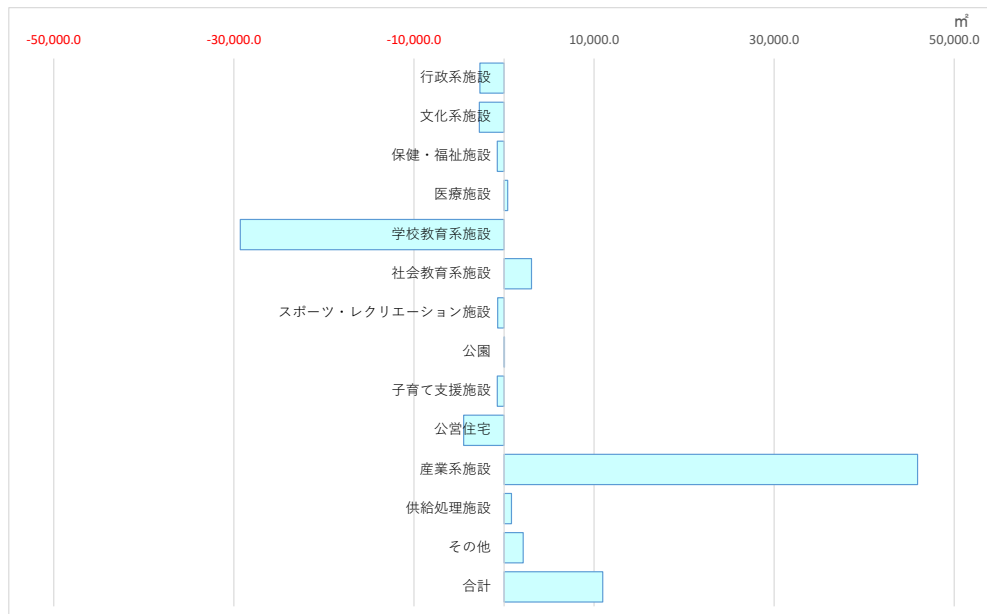 ㎡
-50,000.0 -30,000.0 -10,000.0 10,000.0 30,000.0 50,000.0
行政系施設
文化系施設
保健・福祉施設
医療施設
学校教育系施設
社会教育系施設
スポーツ・レクリエーション施設
公園
子育て支援施設
公営住宅
産業系施設
供給処理施設
その他
合計